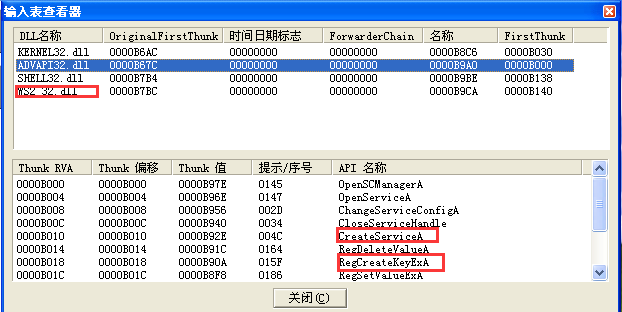 输入表查看器
DLL名称 OriginalFirstThunk 时间日期标志 ForwarderChain 名称 FirstThunk
KERNEL32.dll 0000B6AC 00000000 00000000 0000B8C6 0000B030
ADVAPI32.dll 0000B67C 00000000 00000000 0000B9A0 0000B000
SHELL32.dll 0000B7B4 00000000 00000000 0000B9BE 0000B138
WS2_32.dll 0000B7BC 00000000 00000000 0000B9CA 0000B140
Thunk RVA Thunk 偏移 Thunk 值 提示/序号 API 名称
0000B000 0000B000 0000B97E 0145 OpenSCManagerA
0000B004 0000B004 0000B96E 0147 OpenServiceA
0000B008 0000B008 0000B956 002D ChangeServiceConfigA
0000B00C 0000B00C 0000B940 0034 CloseServiceHandle
0000B010 0000B010 0000B92E 004C CreateServiceA
0000B014 0000B014 0000B91C 0164 RegDeleteValueA
0000B018 0000B018 0000B90A 015F RegCreateKeyExA
0000B01C 0000B01C 0000B8F8 0186 RegSetValueExA
关闭(C)